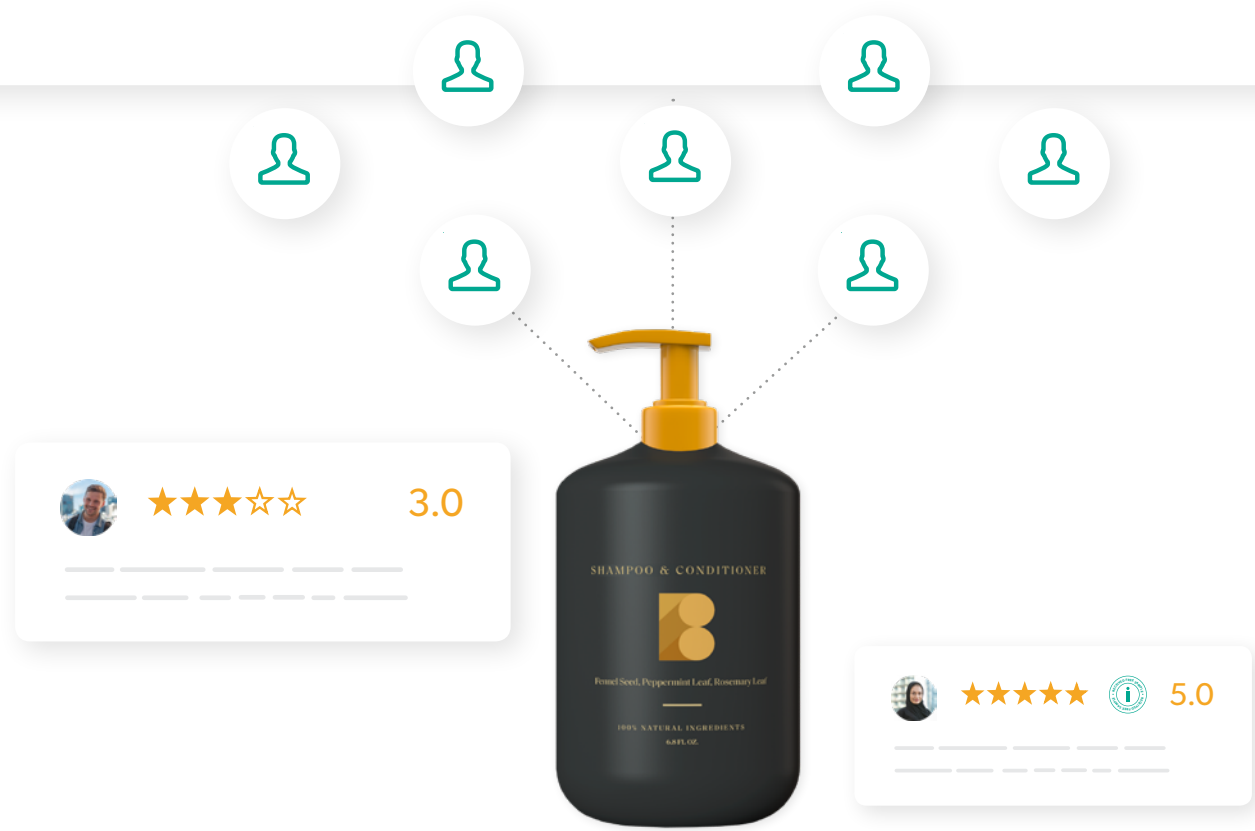 3.0
SHAMPOO & CONDITIONER
B
Fennel Seed, Peppermint Leaf, Rosemary Leaf
100% NATURAL INGREDIENTS
6.8 FL OZ.
5.0